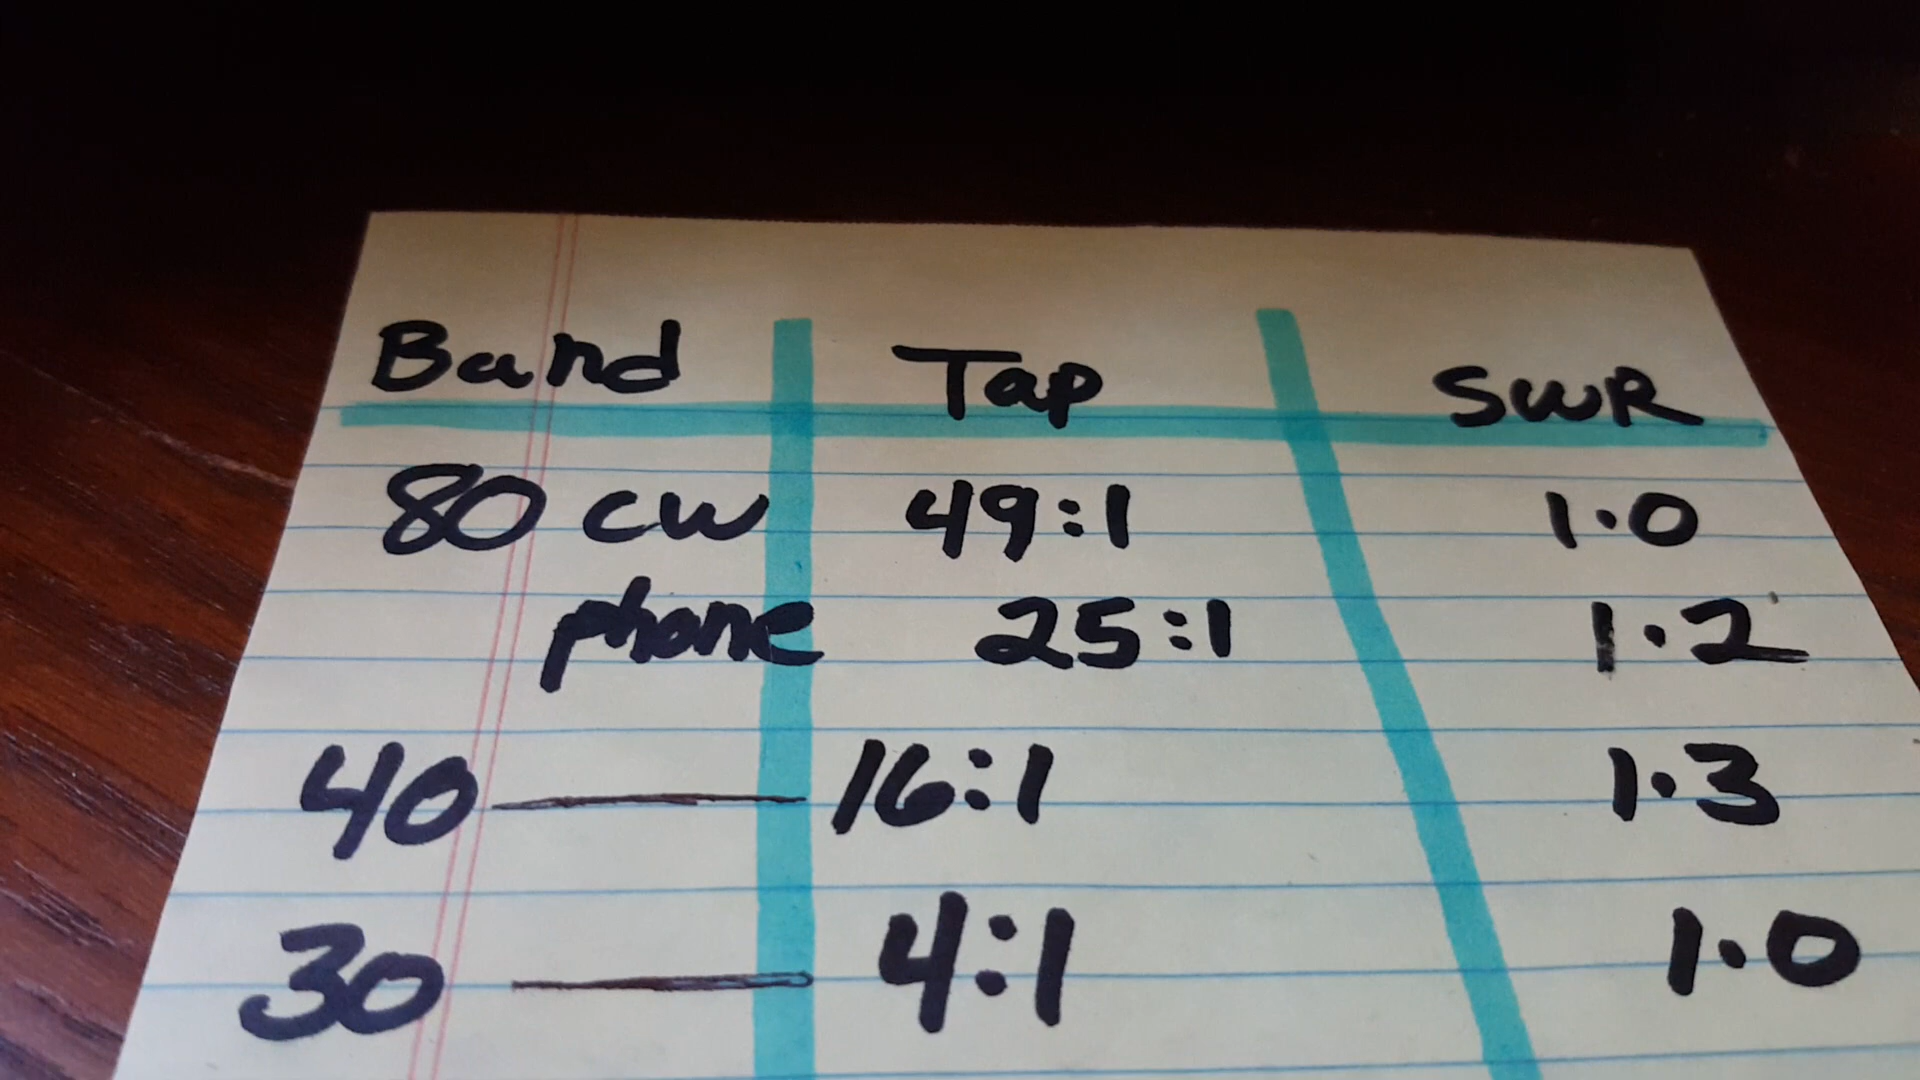 Band Tap SWR
80 CW 49:1 1.0
phone 25:1 1.2
40 — 16:1 1.3
30 — 4:1 1.0